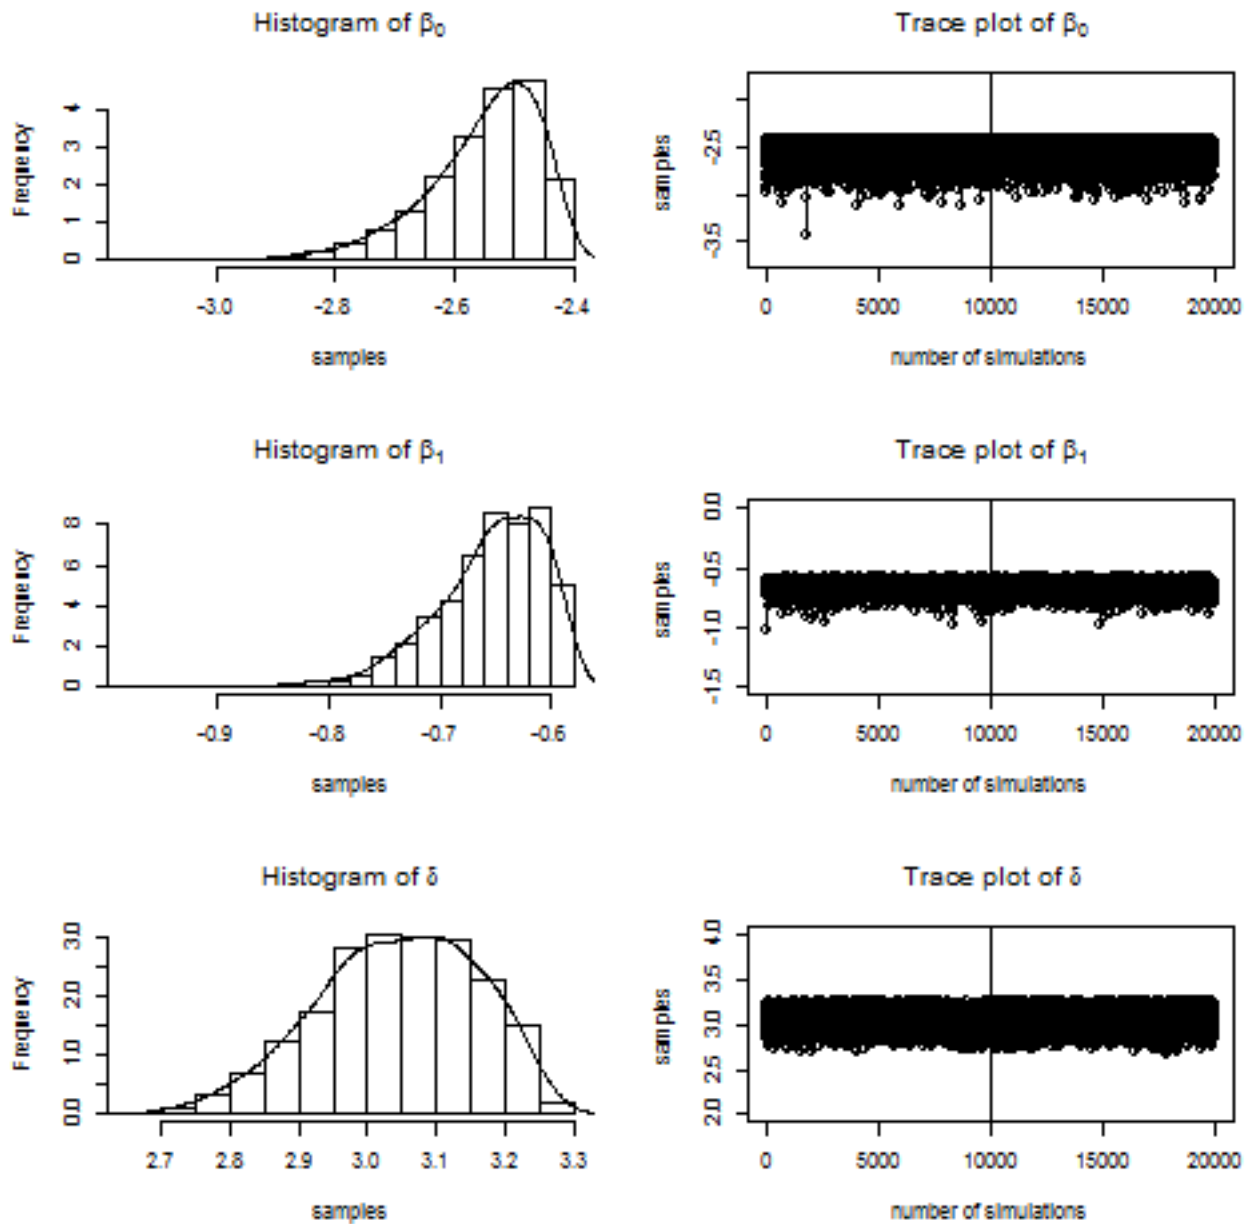 Histogram of β₀
Trace plot of β₀
Frequency
0 1 2 3 4
-3.0 -2.8 -2.6 -2.4
samples
samples
-3.5 -2.5
0 5000 10000 15000 20000
number of simulations
Histogram of β₁
Trace plot of β₁
Frequency
0 2 4 6 8
-0.9 -0.8 -0.7 -0.6
samples
samples
-1.5 -1.0 -0.5 0.0
0 5000 10000 15000 20000
number of simulations
Histogram of δ
Trace plot of δ
Frequency
0.0 1.0 2.0 3.0
2.7 2.8 2.9 3.0 3.1 3.2 3.3
samples
samples
2.0 2.5 3.0 3.5 4.0
0 5000 10000 15000 20000
number of simulations